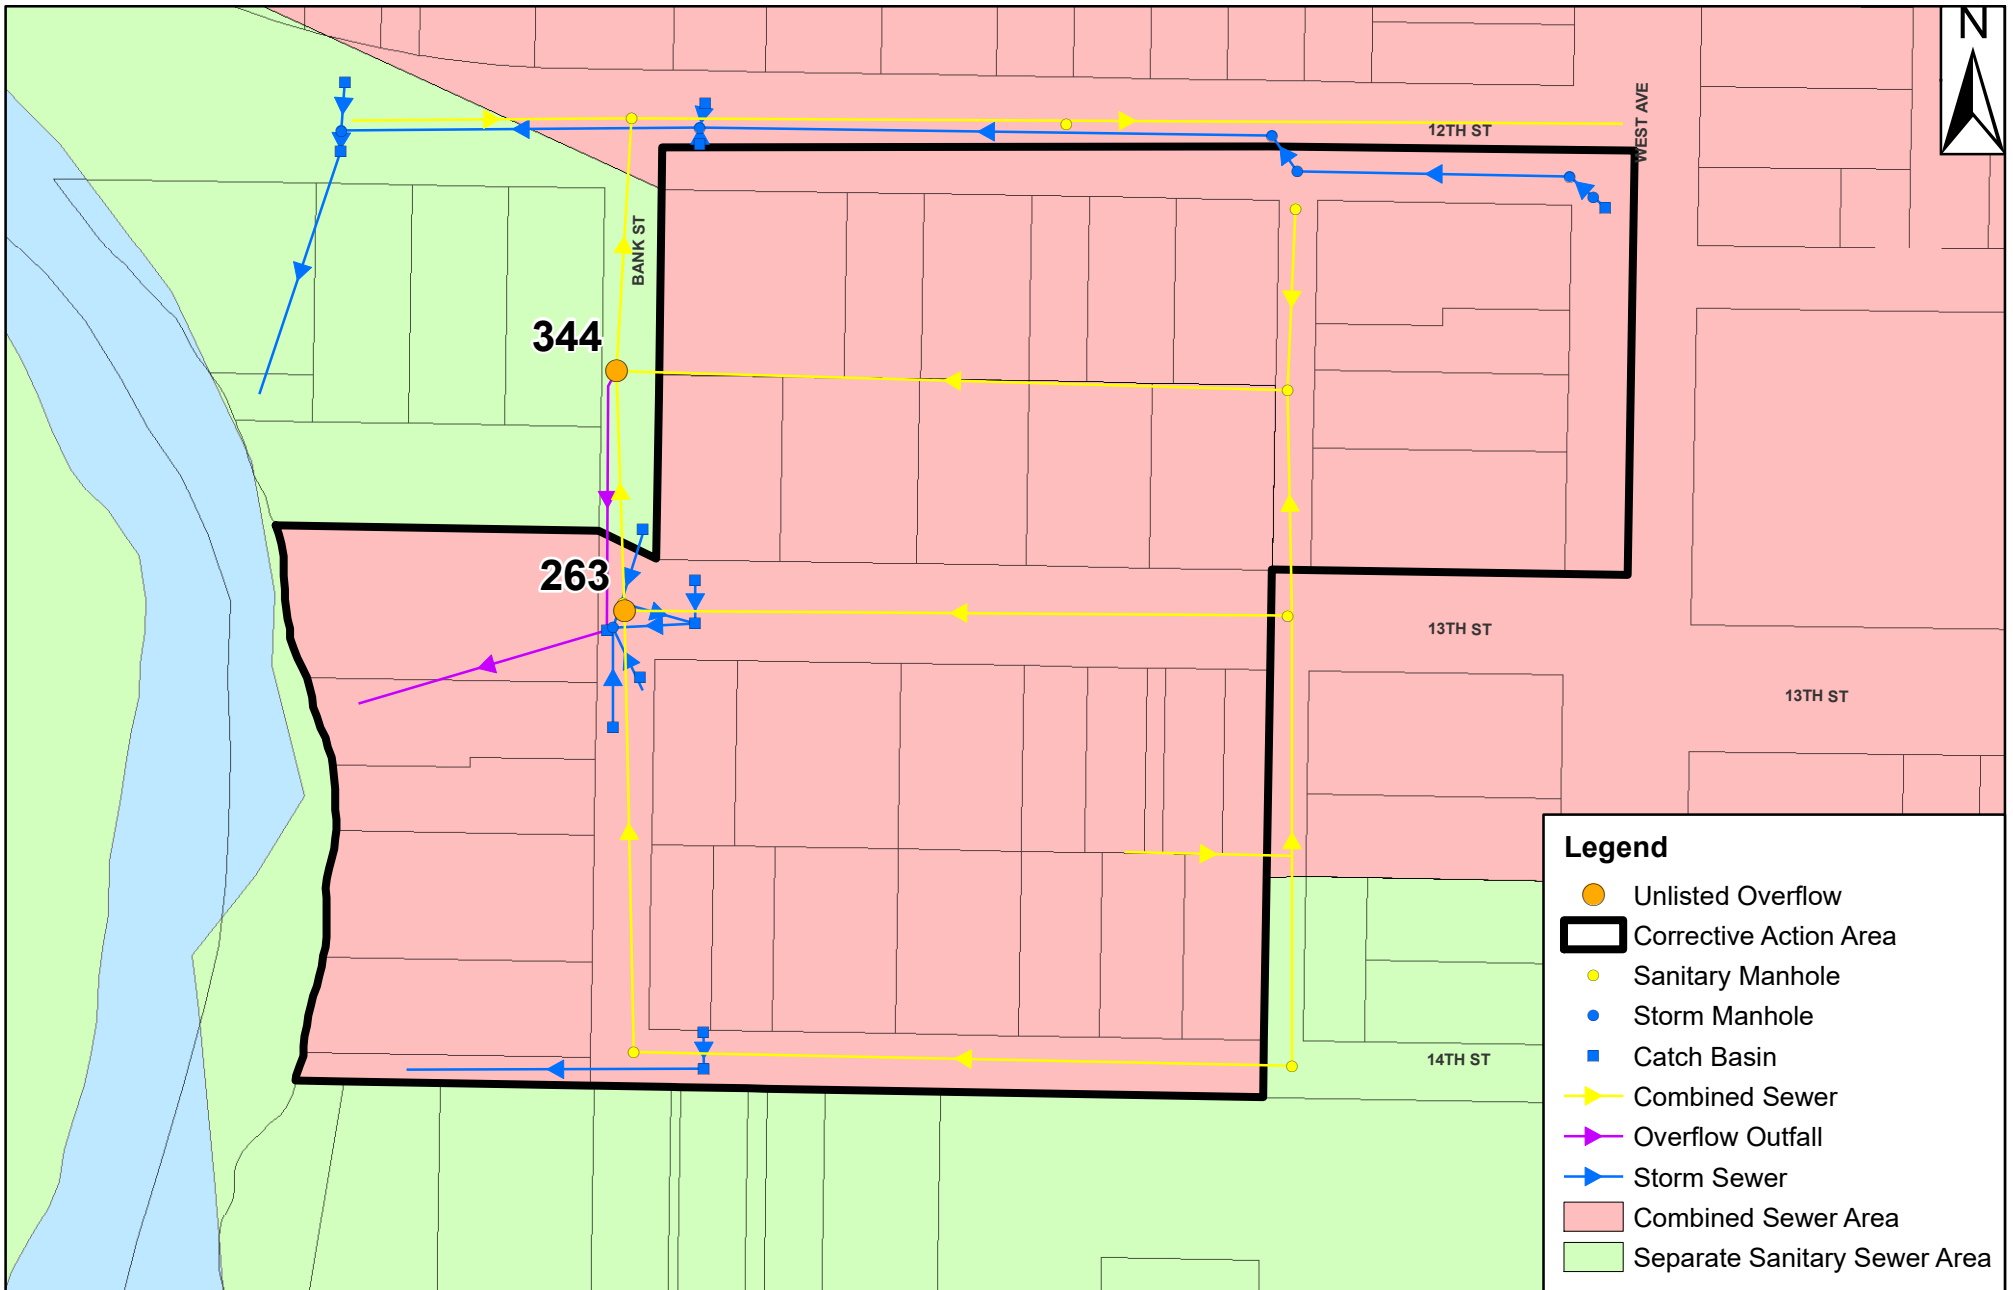 N
WEST AVE
12TH ST
BANK ST
344
263
13TH ST
13TH ST
14TH ST
Legend
Unlisted Overflow
Corrective Action Area
Sanitary Manhole
Storm Manhole
Catch Basin
Combined Sewer
Overflow Outfall
Storm Sewer
Combined Sewer Area
Separate Sanitary Sewer Area